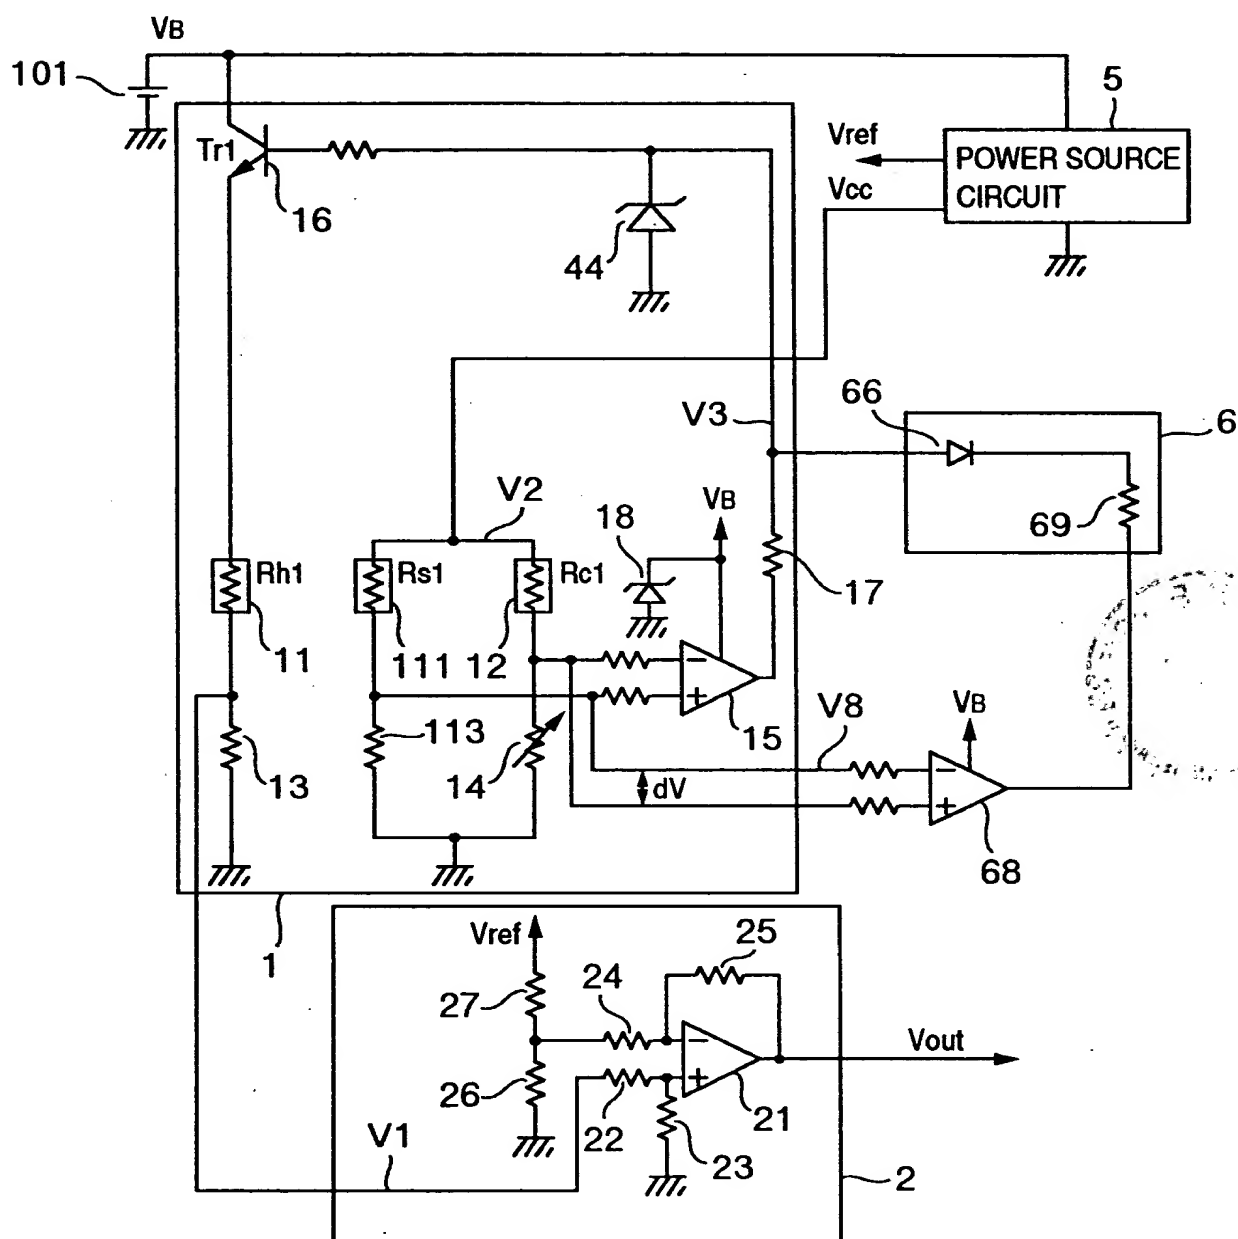 VB
101
5
Tr1
Vref
POWER SOURCE
Vcc
CIRCUIT
16
44
66
6
V3
V2
VB
18
69
Rh1
Rs1
Rc1
17
11
111
12
−
+
V8
VB
15
113
14
13
dV
−
+
68
1
Vref
25
24
27
−
Vout
26
+
22
21
V1
23
2